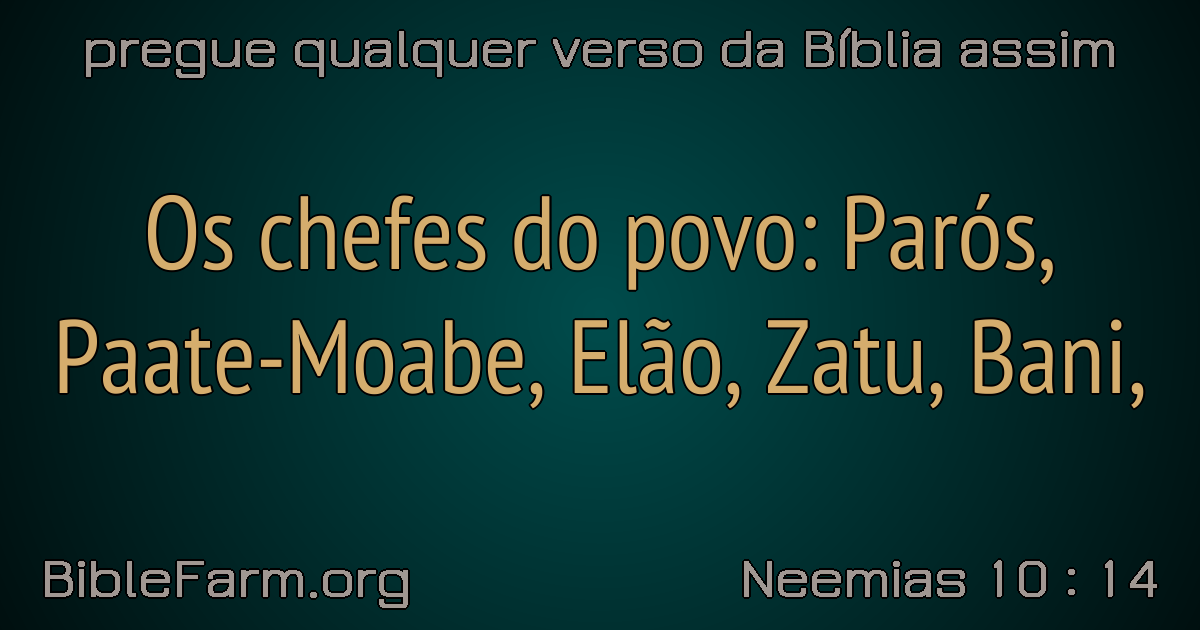 pregue qualquer verso da Bíblia assim
Os chefes do povo: Parós,
Paate-Moabe, Elão, Zatu, Bani,
BibleFarm.org
Neemias 10 : 14